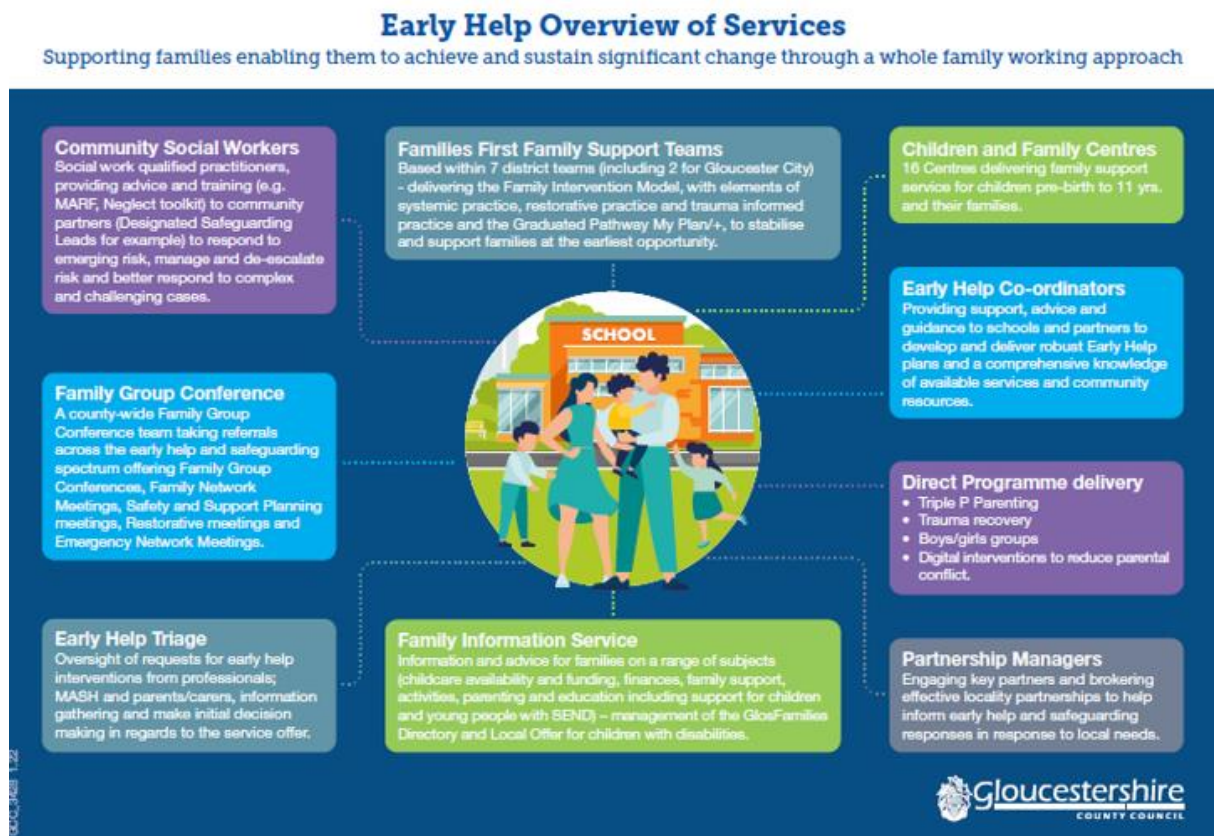 Early Help Overview of Services
Supporting families enabling them to achieve and sustain significant change through a whole family working approach
Community Social Workers
Social work qualified practitioners,
providing advice and training (e.g.
MARF, Neglect toolkit) to community
partners (Designated Safeguarding
Leads for example) to respond to
emerging risk, manage and de-escalate
risk and better respond to complex
and challenging cases.
Families First Family Support Teams
Based within 7 district teams (including 2 for Gloucester City)
- delivering the Family Intervention Model, with elements of
systemic practice, restorative practice and trauma informed
practice and the Graduated Pathway My Plan/+, to stabilise
and support families at the earliest opportunity.
Children and Family Centres
16 Centres delivering family support
service for children pre-birth to 11 yrs.
and their families.
Early Help Co-ordinators
Providing support, advice and
guidance to schools and partners to
develop and deliver robust Early Help
plans and a comprehensive knowledge
of available services and community
resources.
SCHOOL
Family Group Conference
A county-wide Family Group
Conference team taking referrals
across the early help and safeguarding
spectrum offering Family Group
Conferences, Family Network
Meetings, Safety and Support Planning
meetings, Restorative meetings and
Emergency Network Meetings.
Direct Programme delivery
• Triple P Parenting
• Trauma recovery
• Boys/girls groups
• Digital interventions to reduce parental
conflict.
Early Help Triage
Oversight of requests for early help
interventions from professionals;
MASH and parents/carers, information
gathering and make initial decision
making in regards to the service offer.
Family Information Service
Information and advice for families on a range of subjects
(childcare availability and funding, finances, family support,
activities, parenting and education including support for children
and young people with SEND) – management of the GlosFamilies
Directory and Local Offer for children with disabilities.
Partnership Managers
Engaging key partners and brokering
effective locality partnerships to help
inform early help and safeguarding
responses in response to local needs.
Gloucestershire
COUNTY COUNCIL